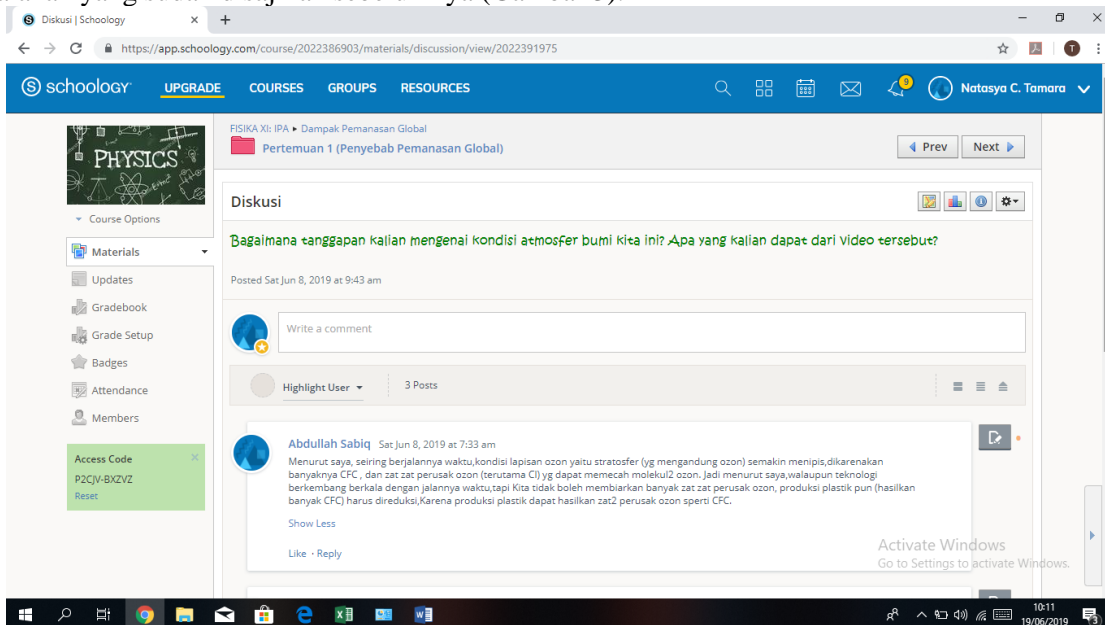 Diskusi | Schoology
https://app.schoology.com/course/2022386903/materials/discussion/view/2022391975
T
schoology UPGRADE COURSES GROUPS RESOURCES 9 Natasya C. Tamara
FISIKA XI: IPA ▸ Dampak Pemanasan Global
Pertemuan 1 (Penyebab Pemanasan Global)
Prev Next
PHYSICS
Course Options
Materials
Updates
Gradebook
Grade Setup
Badges
Attendance
Members
Access Code
P2CJV-BXZVZ
Reset
Diskusi
Bagaimana tanggapan kalian mengenai kondisi atmosfer bumi kita ini? Apa yang kalian dapat dari video tersebut?
Posted Sat Jun 8, 2019 at 9:43 am
Write a comment
Highlight User 3 Posts
Abdullah Sabiq Sat Jun 8, 2019 at 7:33 am
Menurut saya, seiring berjalannya waktu,kondisi lapisan ozon yaitu stratosfer (yg mengandung ozon) semakin menipis,dikarenakan
banyaknya CFC , dan zat zat perusak ozon (terutama Cl) yg dapat memecah molekul2 ozon. Jadi menurut saya,walaupun teknologi
berkembang berkala dengan jalannya waktu,tapi Kita tidak boleh membiarkan banyak zat zat perusak ozon, produksi plastik pun (hasilkan
banyak CFC) harus direduksi,Karena produksi plastik dapat hasilkan zat2 perusak ozon sperti CFC.
Show Less
Like · Reply
Activate Windows
Go to Settings to activate Windows.
10:11
19/06/2019
3